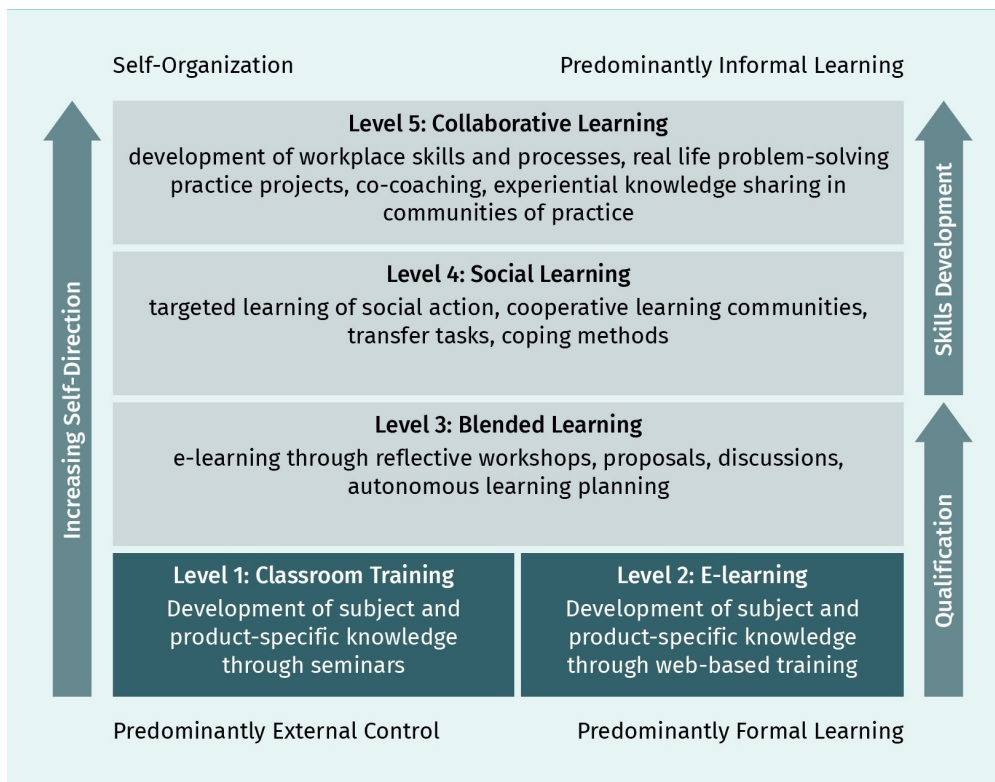 Self-Organization
Predominantly Informal Learning
Level 5: Collaborative Learning
development of workplace skills and processes, real life problem-solving
practice projects, co-coaching, experiential knowledge sharing in
communities of practice
Level 4: Social Learning
targeted learning of social action, cooperative learning communities,
transfer tasks, coping methods
Level 3: Blended Learning
e-learning through reflective workshops, proposals, discussions,
autonomous learning planning
Level 1: Classroom Training
Development of subject and
product-specific knowledge
through seminars
Level 2: E-learning
Development of subject and
product-specific knowledge
through web-based training
Increasing Self-Direction
Skills Development
Qualification
Predominantly External Control
Predominantly Formal Learning